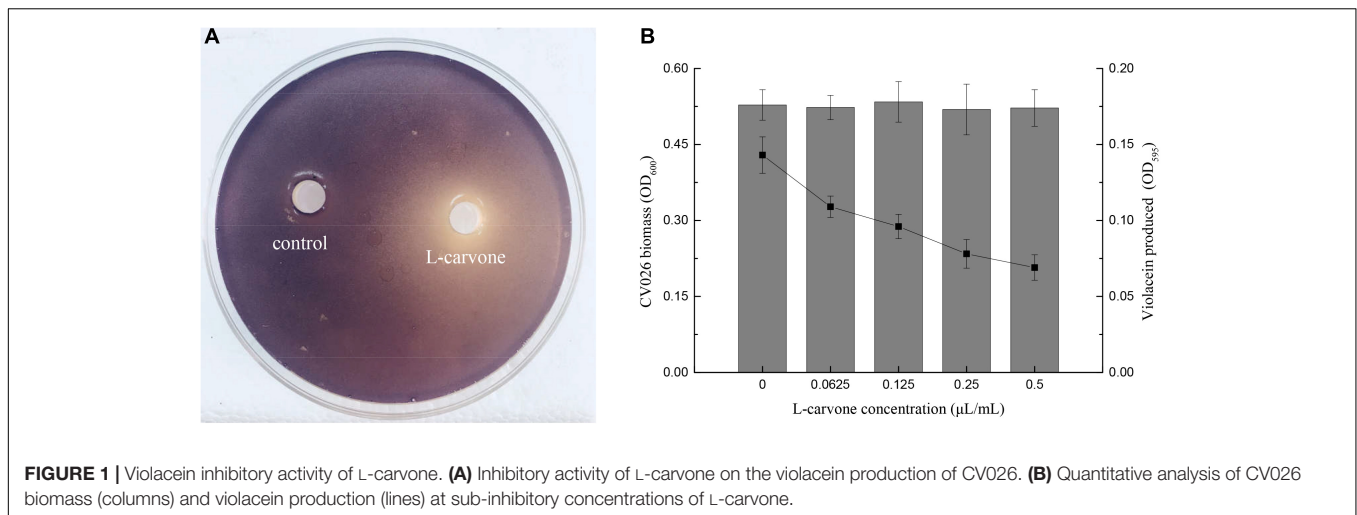 A
control
L-carvone
B
0.60
0.45
0.30
0.15
0.00
CV026 biomass (OD600)
0.20
0.15
0.10
0.05
0.00
Violacein produced (OD595)
0 0.0625 0.125 0.25 0.5
L-carvone concentration (μL/mL)
FIGURE 1 | Violacein inhibitory activity of L-carvone. (A) Inhibitory activity of L-carvone on the violacein production of CV026. (B) Quantitative analysis of CV026
biomass (columns) and violacein production (lines) at sub-inhibitory concentrations of L-carvone.